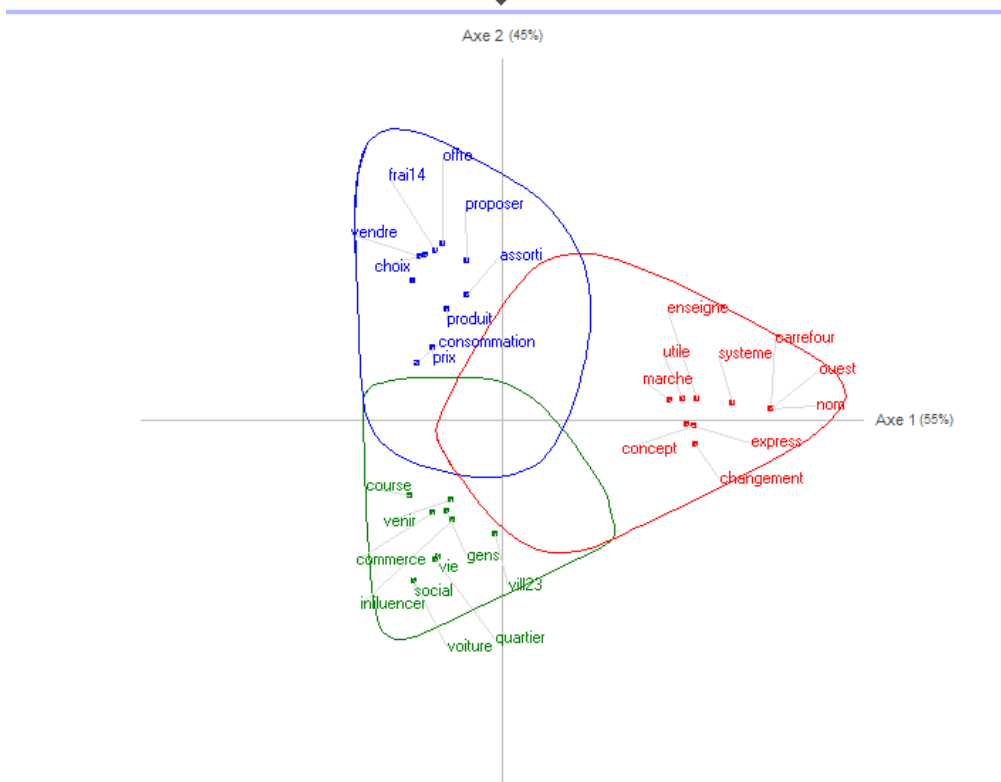 Axe 2 (45%)
offre
frai14
proposer
vendre
assorti
choix
enseigne
produit
carrefour
consommation
utile
systeme
prix
ouest
marche
nom
Axe 1 (55%)
express
concept
changement
course
venir
commerce
gens
vie
vill23
social
influencer
quartier
voiture